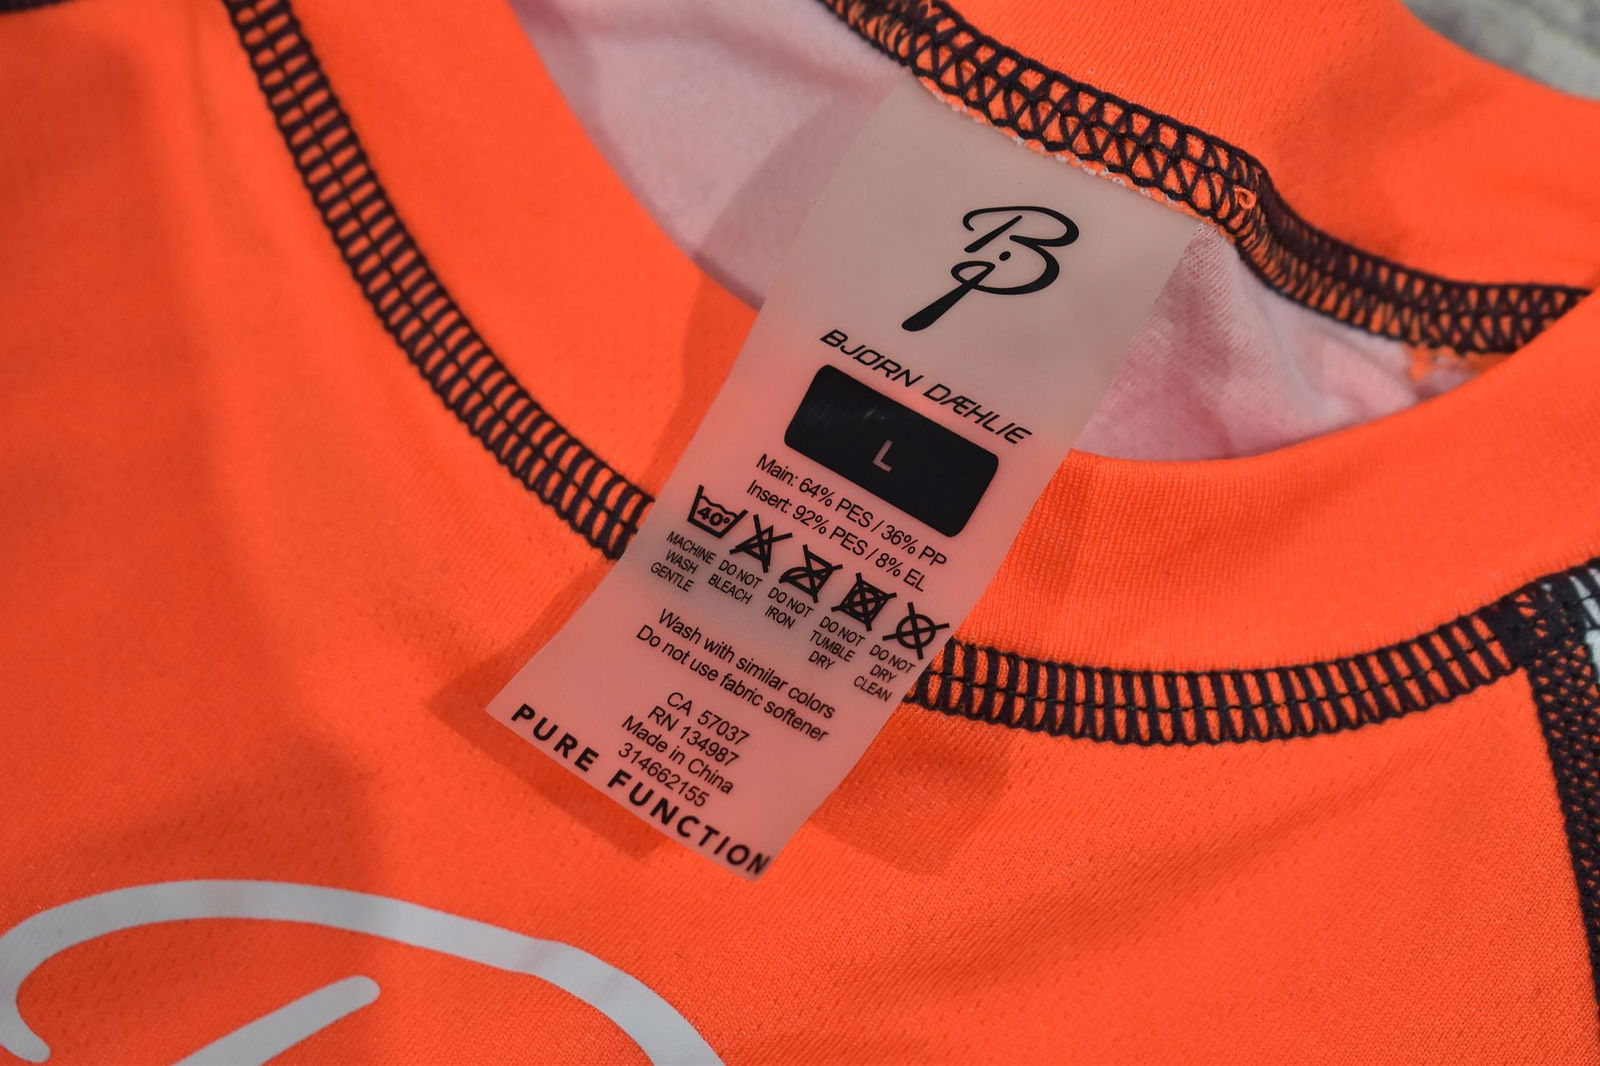 BJØRN DÆHLIE
L
Main: 64% PES / 36% PP
Insert: 92% PES / 8% EL
40°
MACHINE WASH GENTLE
DO NOT BLEACH
DO NOT IRON
DO NOT TUMBLE DRY
DO NOT DRY CLEAN
Wash with similar colors
Do not use fabric softener
CA 57037
RN 134987
Made in China
314662155
PURE FUNCTION